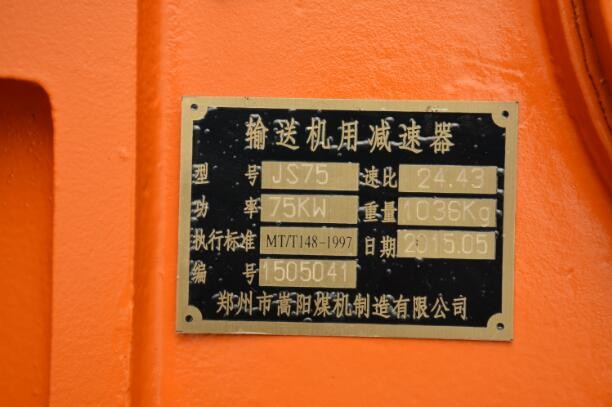 输送机用减速器
型 号 JS75 速比 24.43
功 率 75KW 重量 1036Kg
执行标准 MT/T148-1997 日期 2015.05
编 号 1505041
郑州市嵩阳煤机制造有限公司